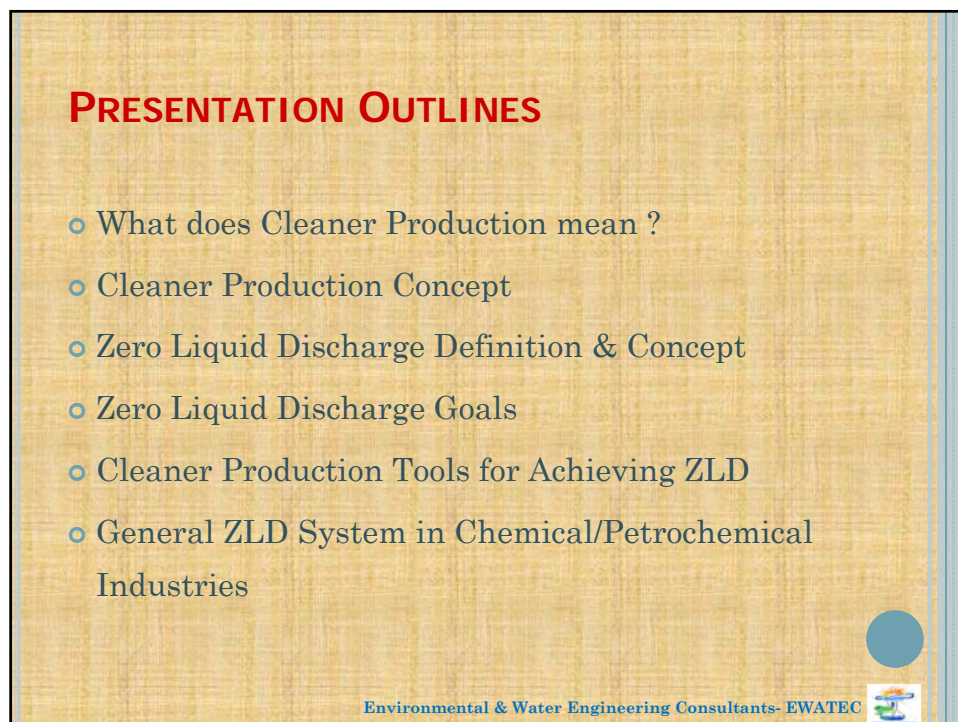 PRESENTATION OUTLINES
What does Cleaner Production mean ?
Cleaner Production Concept
Zero Liquid Discharge Definition & Concept
Zero Liquid Discharge Goals
Cleaner Production Tools for Achieving ZLD
General ZLD System in Chemical/Petrochemical
Industries
Environmental & Water Engineering Consultants- EWATEC